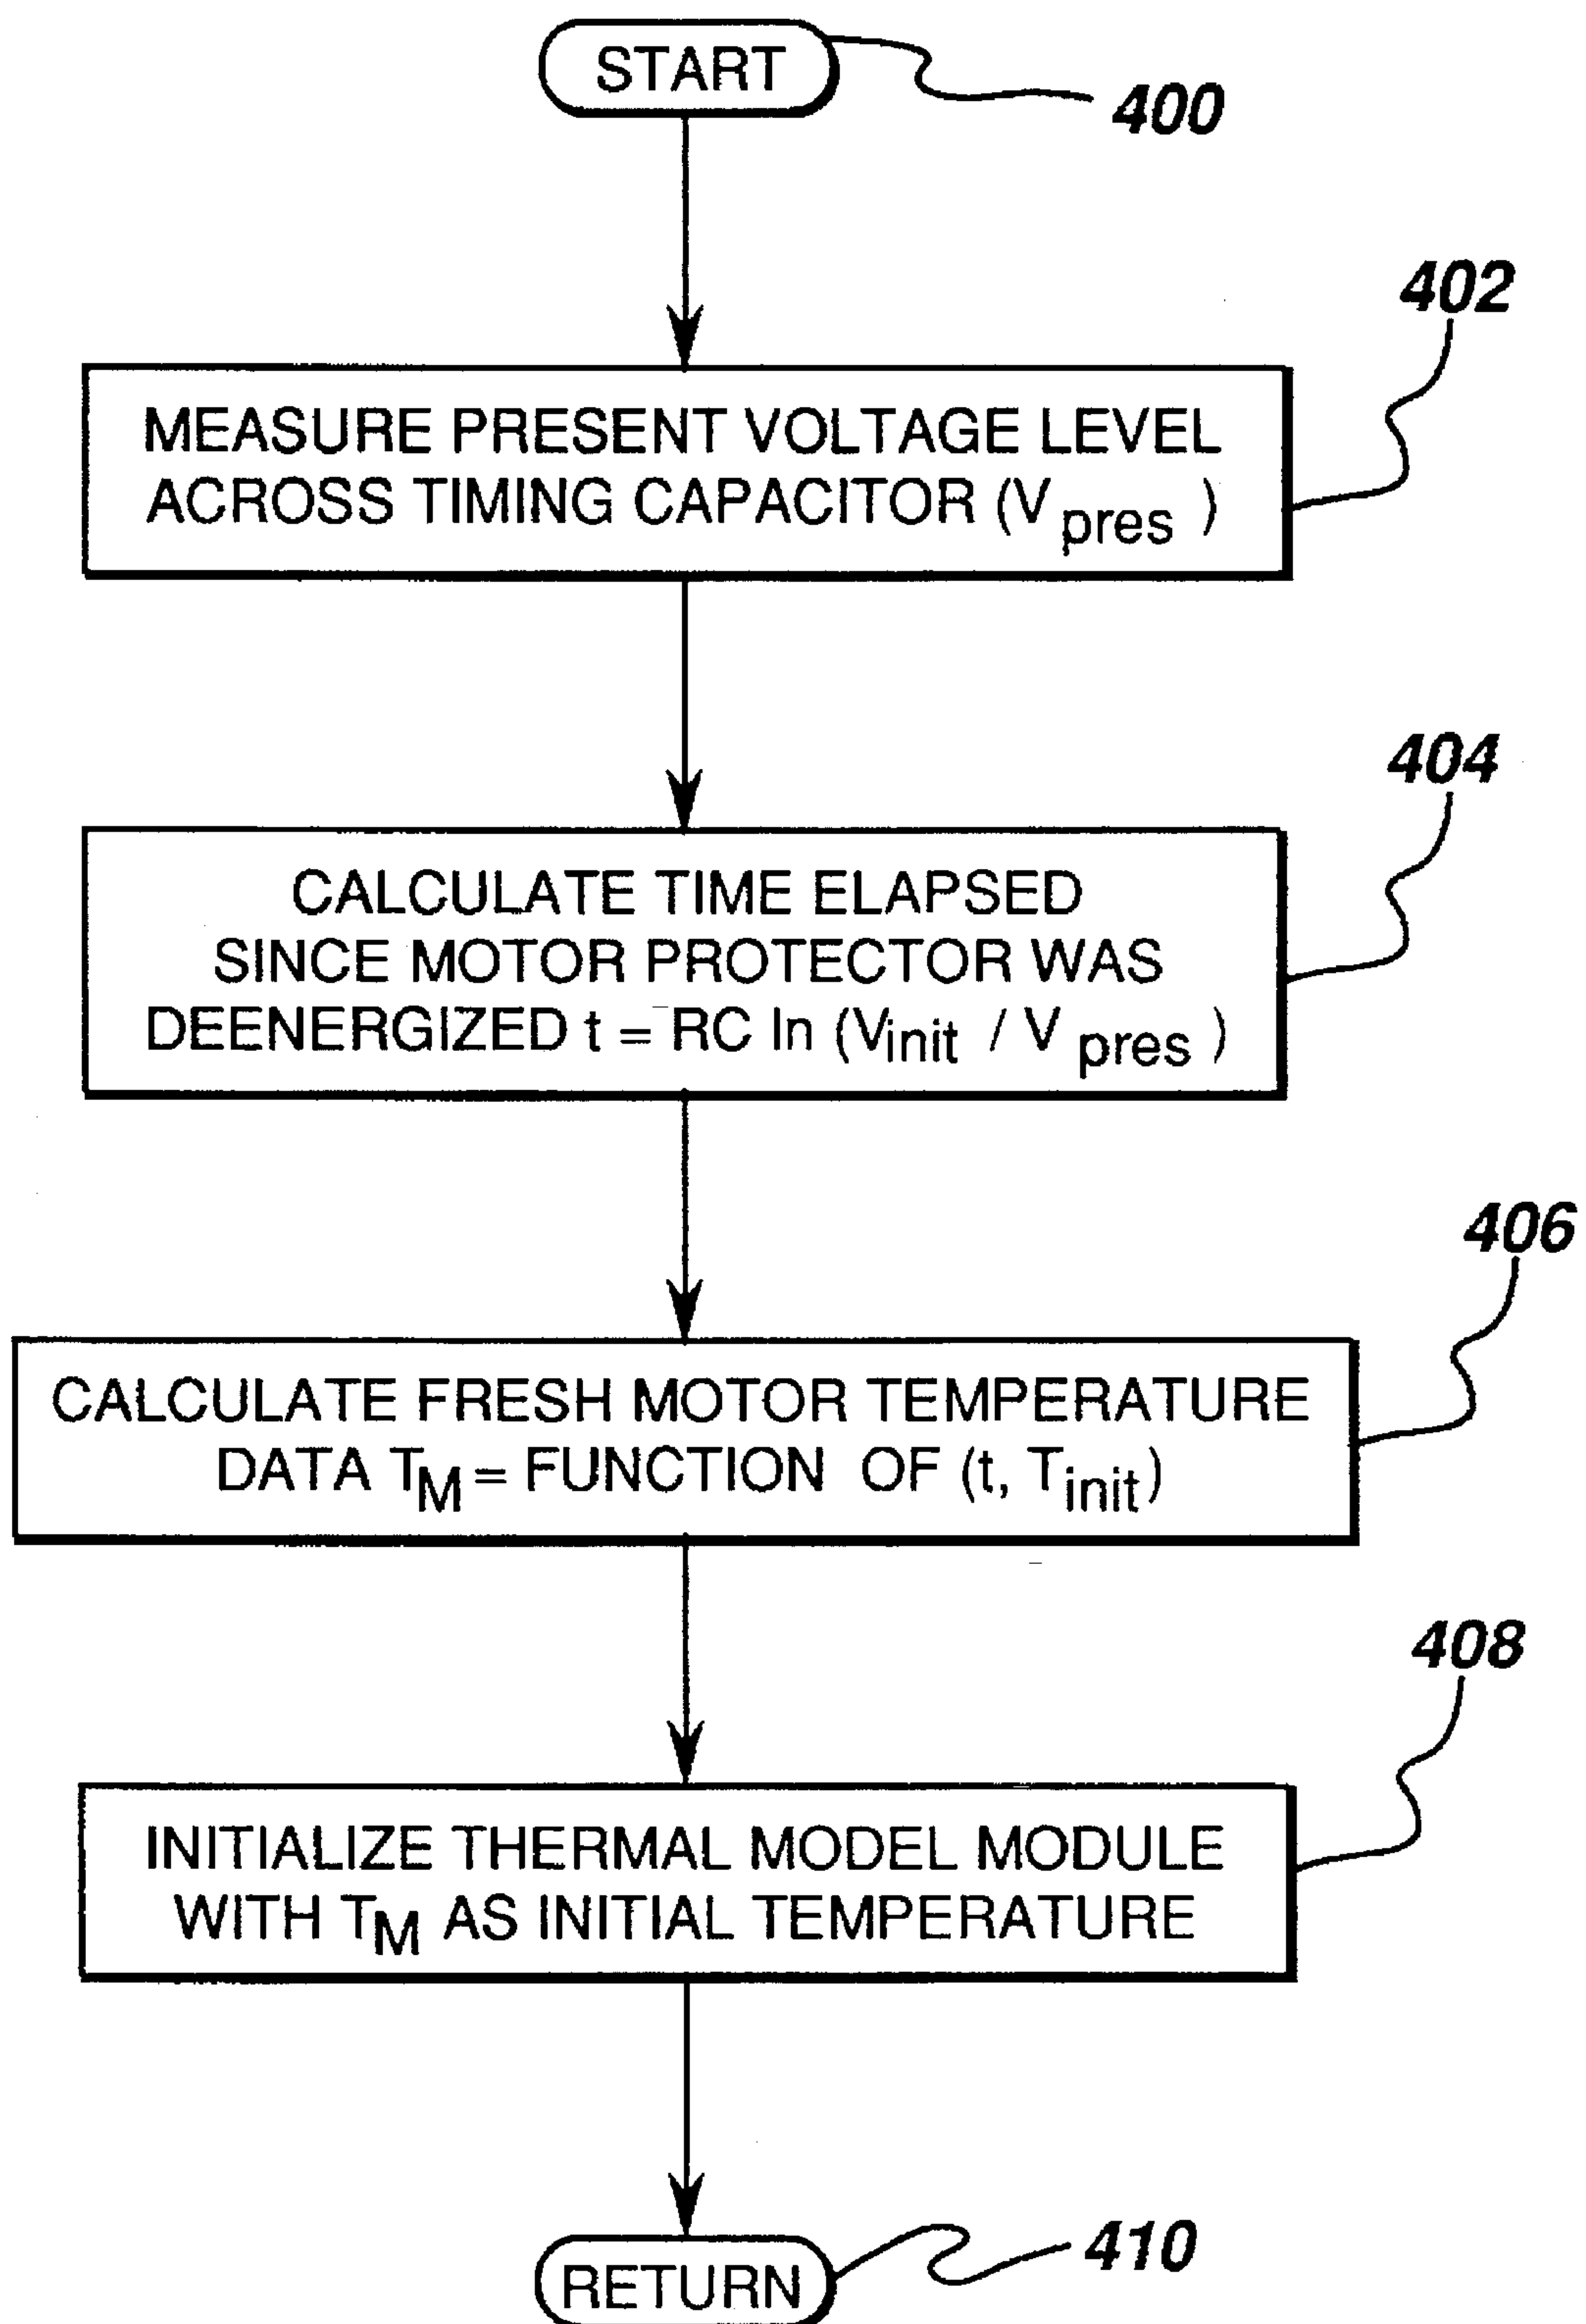 START
400
402
MEASURE PRESENT VOLTAGE LEVEL
ACROSS TIMING CAPACITOR (V pres )
404
CALCULATE TIME ELAPSED
SINCE MOTOR PROTECTOR WAS
DEENERGIZED t = RC ln (Vinit / V pres )
406
CALCULATE FRESH MOTOR TEMPERATURE
DATA TM = FUNCTION OF (t, Tinit)
408
INITIALIZE THERMAL MODEL MODULE
WITH TM AS INITIAL TEMPERATURE
410
RETURN